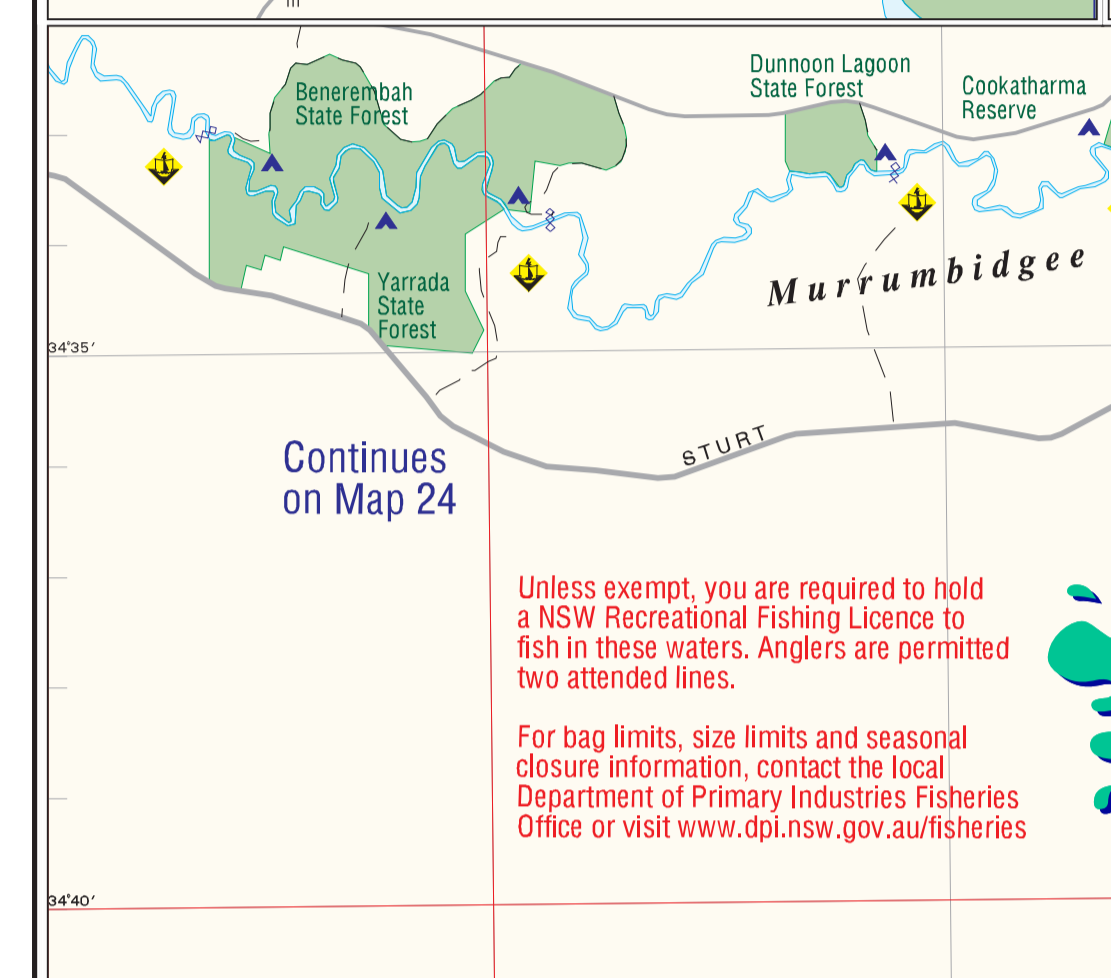 Benerembah
State Forest
Dunnoon Lagoon
State Forest
Cookatharma
Reserve
Murrumbidgee
Yarrada
State
Forest
34°35′
STURT
Continues
on Map 24
Unless exempt, you are required to hold
a NSW Recreational Fishing Licence to
fish in these waters. Anglers are permitted
two attended lines.
For bag limits, size limits and seasonal
closure information, contact the local
Department of Primary Industries Fisheries
Office or visit www.dpi.nsw.gov.au/fisheries
34°40′